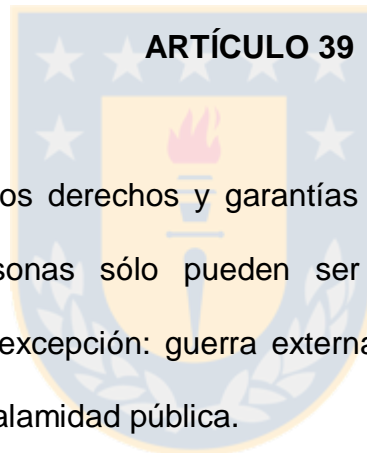 ARTÍCULO 39
os derechos y garantías
sonas sólo pueden ser
excepción: guerra externa
alamidad pública.